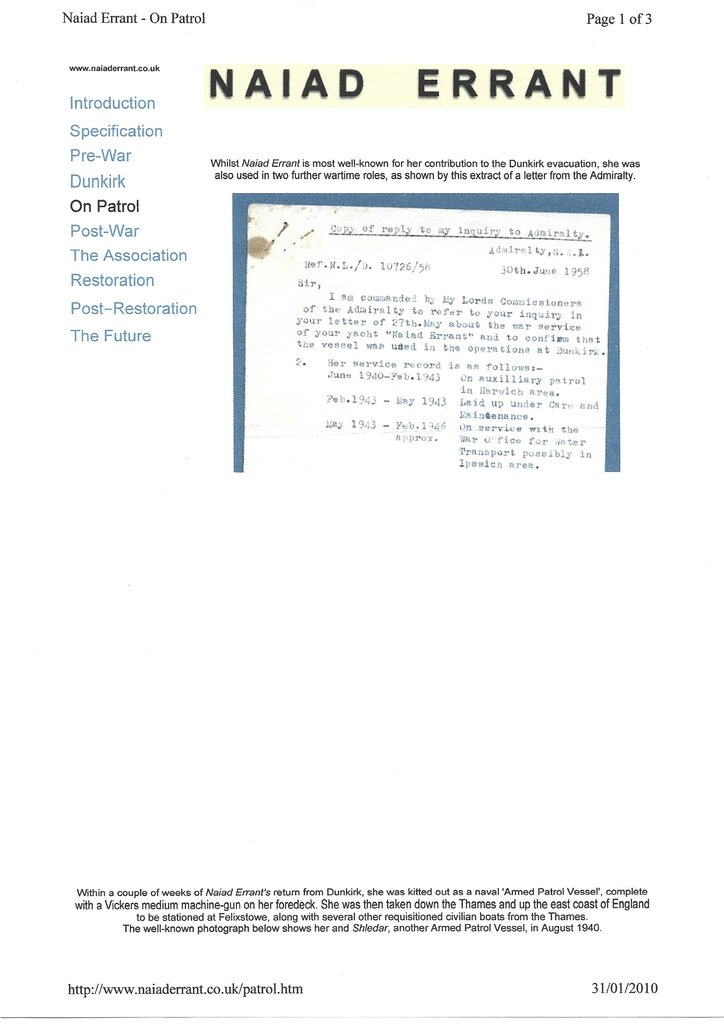 Naiad Errant - On Patrol
Page 1 of 3
www.naiaderrant.co.uk
NAIAD ERRANT
Introduction
Specification
Pre-War
Dunkirk
On Patrol
Post-War
The Association
Restoration
Post-Restoration
The Future
Whilst Naiad Errant is most well-known for her contribution to the Dunkirk evacuation, she was
also used in two further wartime roles, as shown by this extract of a letter from the Admiralty.
Copy of reply to my inquiry to Admiralty.
Admiralty, S.W.1.
Ref.N.L./D. 10726/58
30th.June 1958
Sir,
I am commanded by My Lords Commissioners
of the Admiralty to refer to your inquiry in
your letter of 27th.May about the war service
of your yacht "Naiad Errant" and to confirm that
the vessel was used in the operations at Dunkirk.
2. Her service record is as follows:-
June 1940-Feb.1943 On auxilliary patrol
in Harwich area.
Feb.1943 - May 1943 Laid up under Care and
Maintenance.
May 1943 - Feb.1946 On service with the
approx. War Office for Water
Transport possibly in
Ipswich area.
Within a couple of weeks of Naiad Errant's return from Dunkirk, she was kitted out as a naval 'Armed Patrol Vessel', complete
with a Vickers medium machine-gun on her foredeck. She was then taken down the Thames and up the east coast of England
to be stationed at Felixstowe, along with several other requisitioned civilian boats from the Thames.
The well-known photograph below shows her and Shledar, another Armed Patrol Vessel, in August 1940.
http://www.naiaderrant.co.uk/patrol.htm
31/01/2010